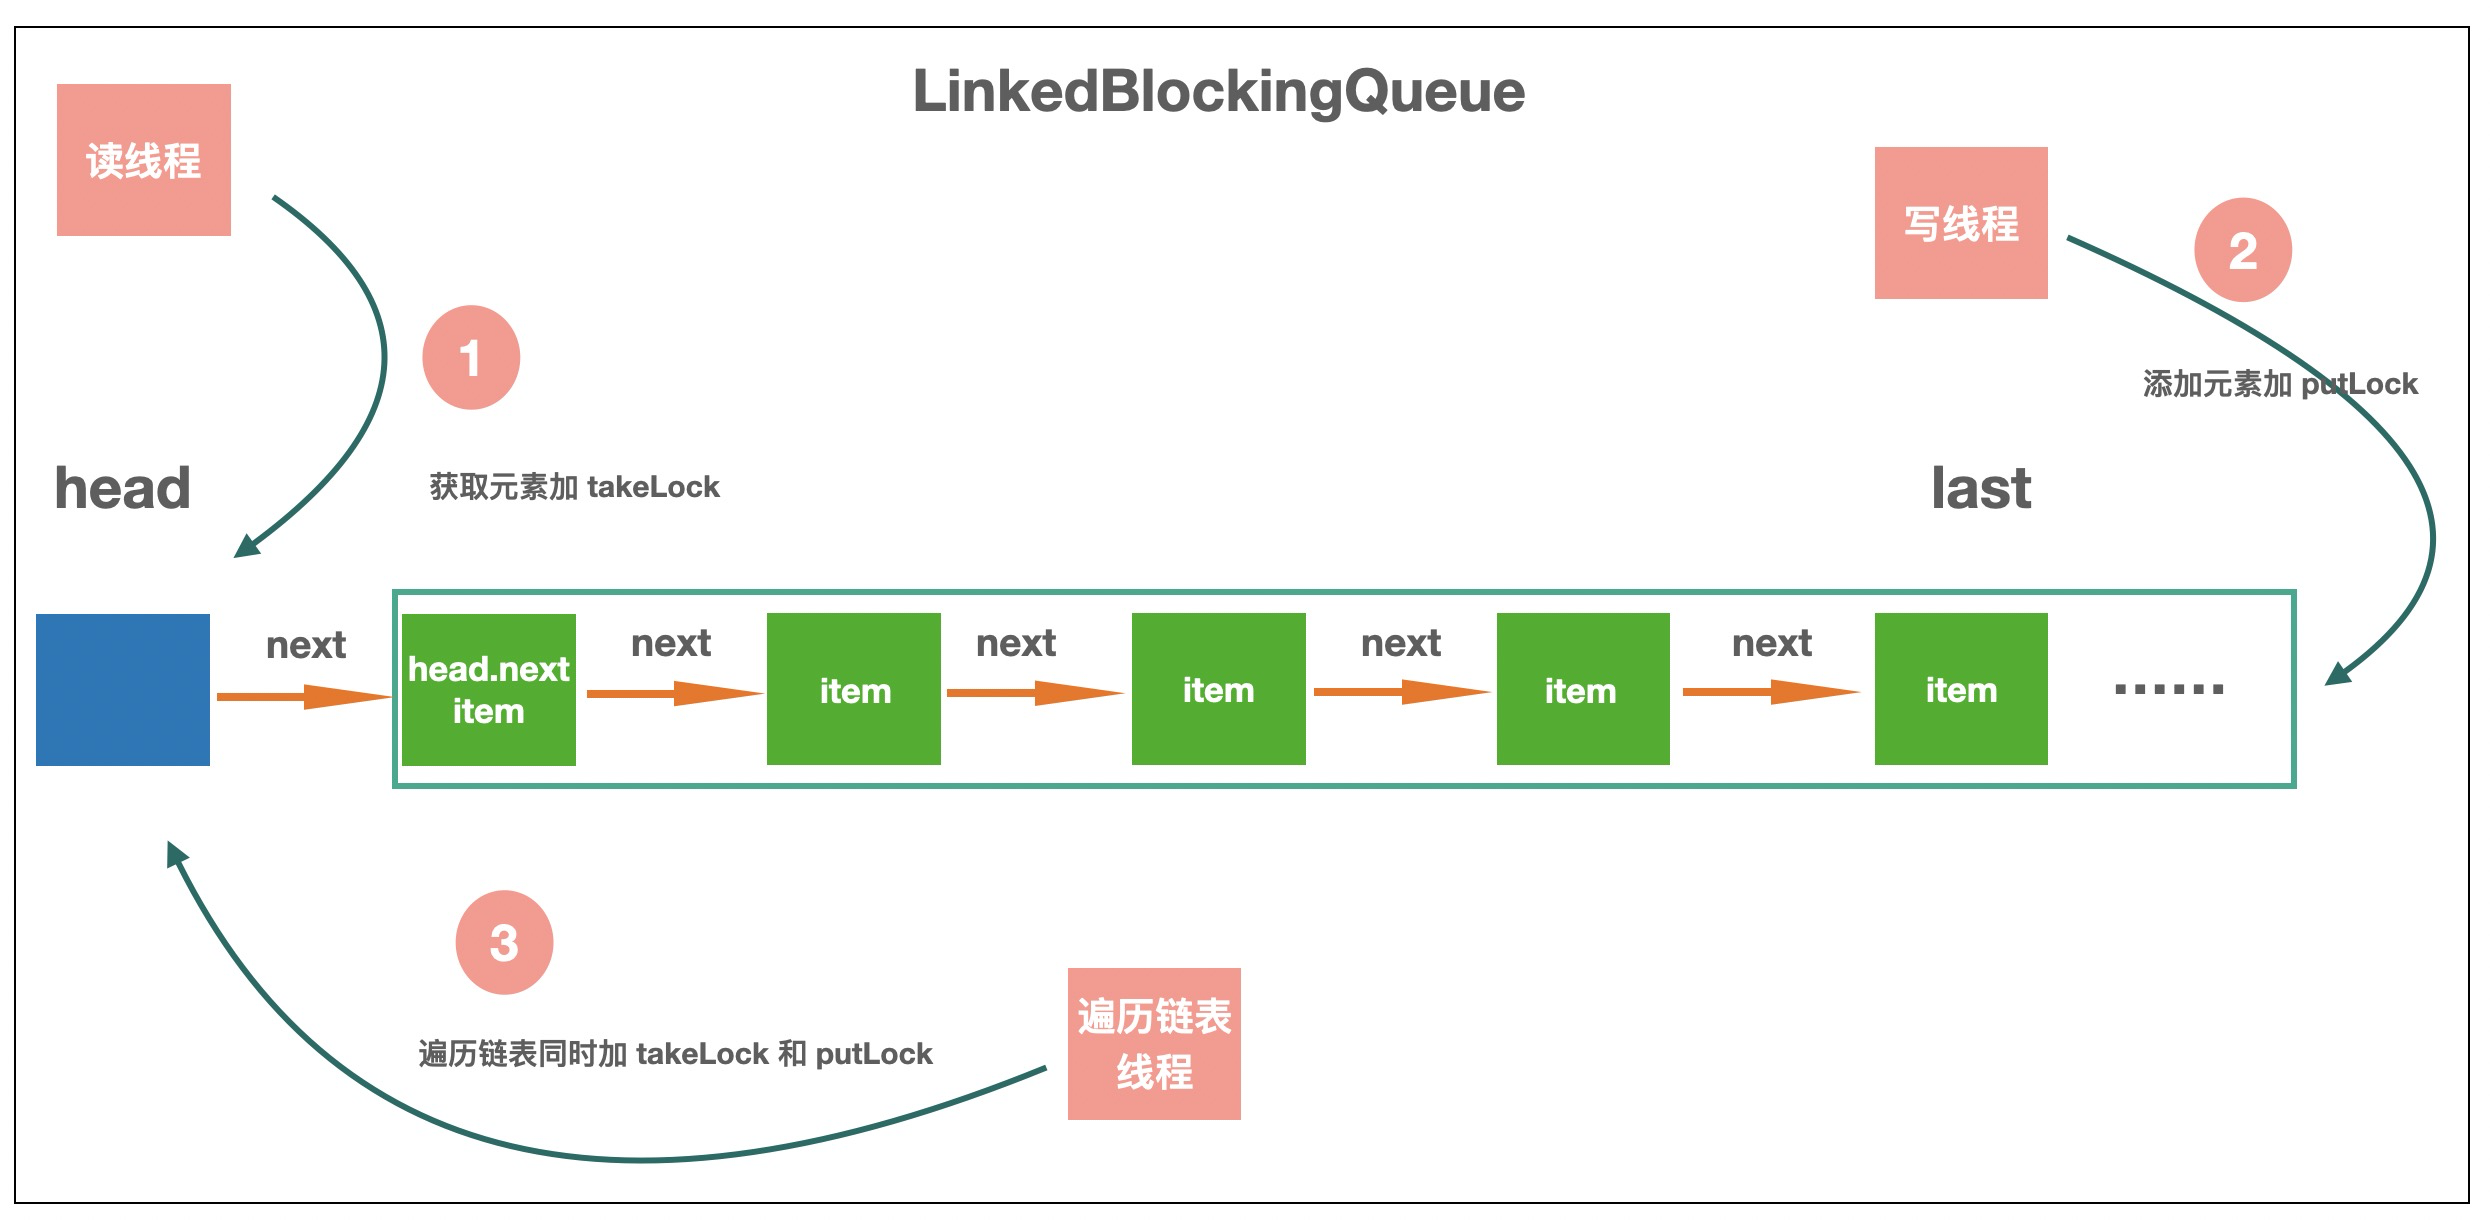 LinkedBlockingQueue
读线程
写线程
2
1
添加元素加 putLock
head
获取元素加 takeLock
last
next
next
next
next
next
head.next
item
item
item
item
item
......
3
遍历链表同时加 takeLock 和 putLock
遍历链表
线程